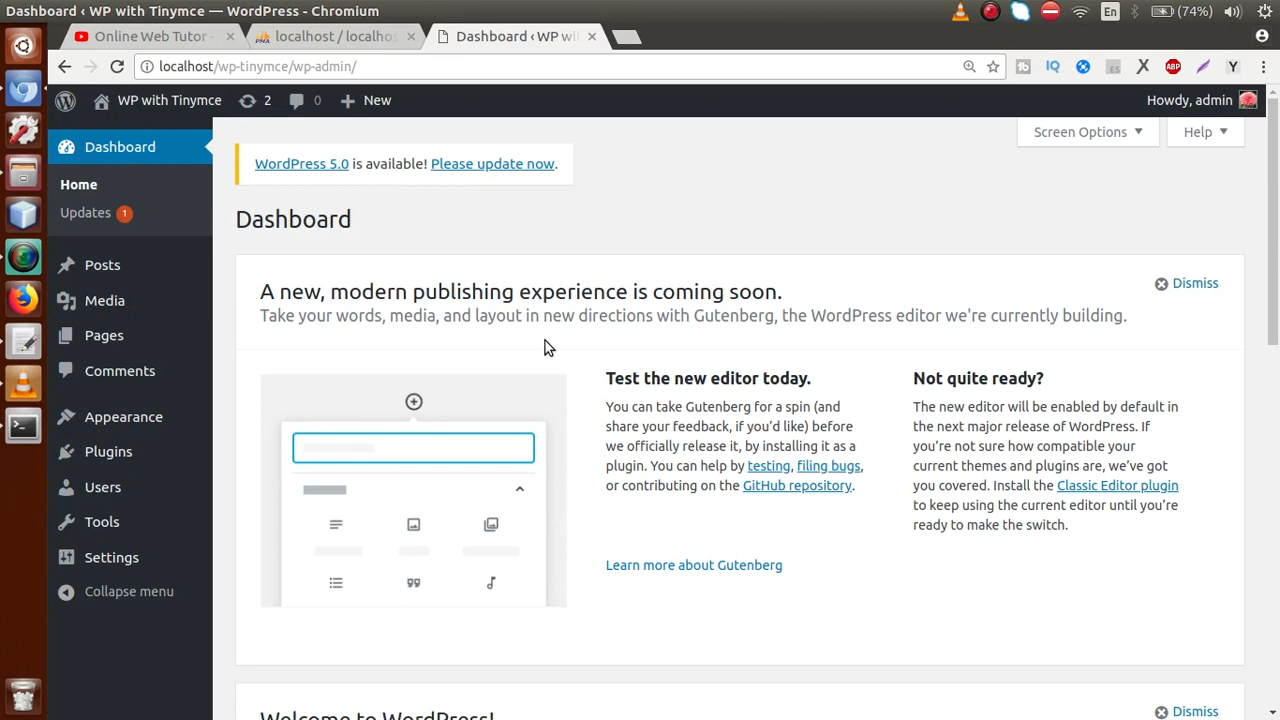 Dashboard ‹ WP with Tinymce — WordPress - Chromium
En
(74%)
Online Web Tutor -
localhost / localhos
Dashboard ‹ WP wi
localhost/wp-tinymce/wp-admin/
fb
IQ
ES
X
ABP
Y
WP with Tinymce
2
0
New
Howdy, admin
Dashboard
Home
Updates 1
Posts
Media
Pages
Comments
Appearance
Plugins
Users
Tools
Settings
Collapse menu
Screen Options
Help
WordPress 5.0 is available! Please update now.
Dashboard
Dismiss
A new, modern publishing experience is coming soon.
Take your words, media, and layout in new directions with Gutenberg, the WordPress editor we're currently building.
Test the new editor today.
You can take Gutenberg for a spin (and
share your feedback, if you’d like) before
we officially release it, by installing it as a
plugin. You can help by testing, filing bugs,
or contributing on the GitHub repository.
Learn more about Gutenberg
Not quite ready?
The new editor will be enabled by default in
the next major release of WordPress. If
you’re not sure how compatible your
current themes and plugins are, we’ve got
you covered. Install the Classic Editor plugin
to keep using the current editor until you’re
ready to make the switch.
Welcome to WordPress!
Dismiss